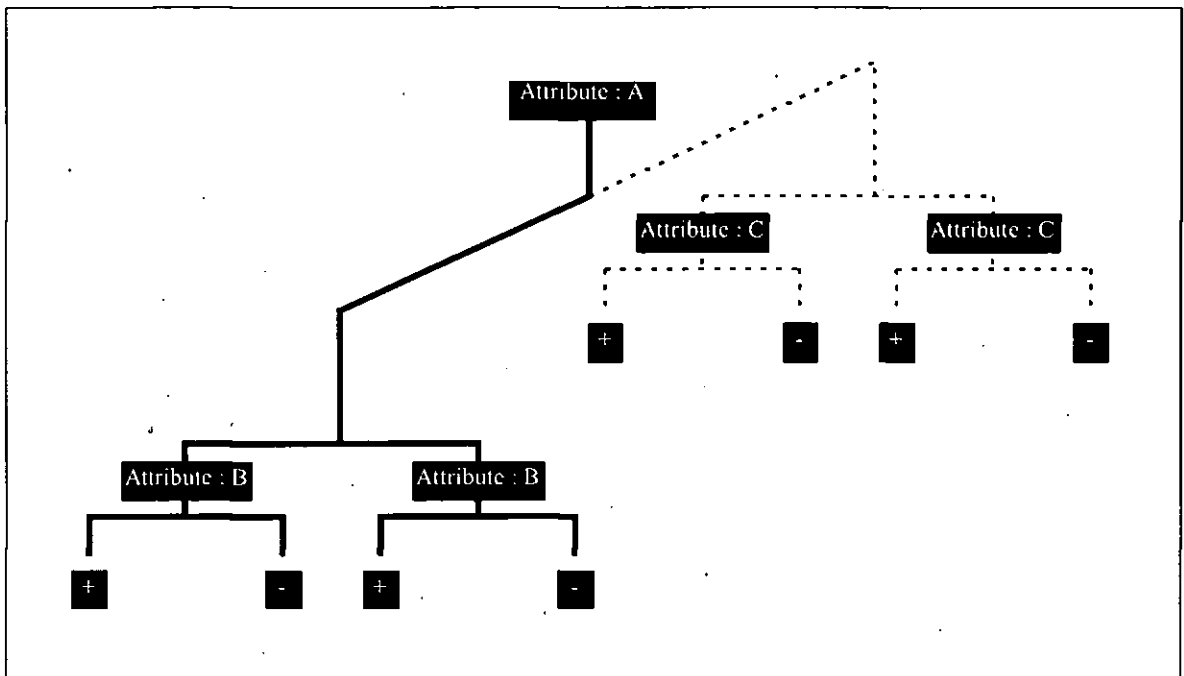 Attribute : A
Attribute : C
Attribute : C
+
-
+
-
Attribute : B
Attribute : B
+
-
+
-